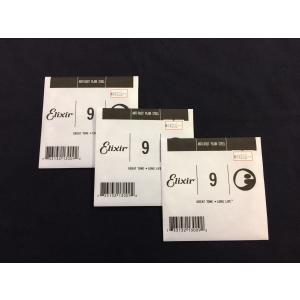 ANTI-RUST PLAIN STEEL
Elixir
9
GREAT TONE • LONG LIFE
ANTI-RUST PLAIN STEEL
Elixir
9
GREAT TONE • LONG LIFE
ANTI-RUST PLAIN STEEL
Elixir
9
GREAT TONE • LONG LIFE